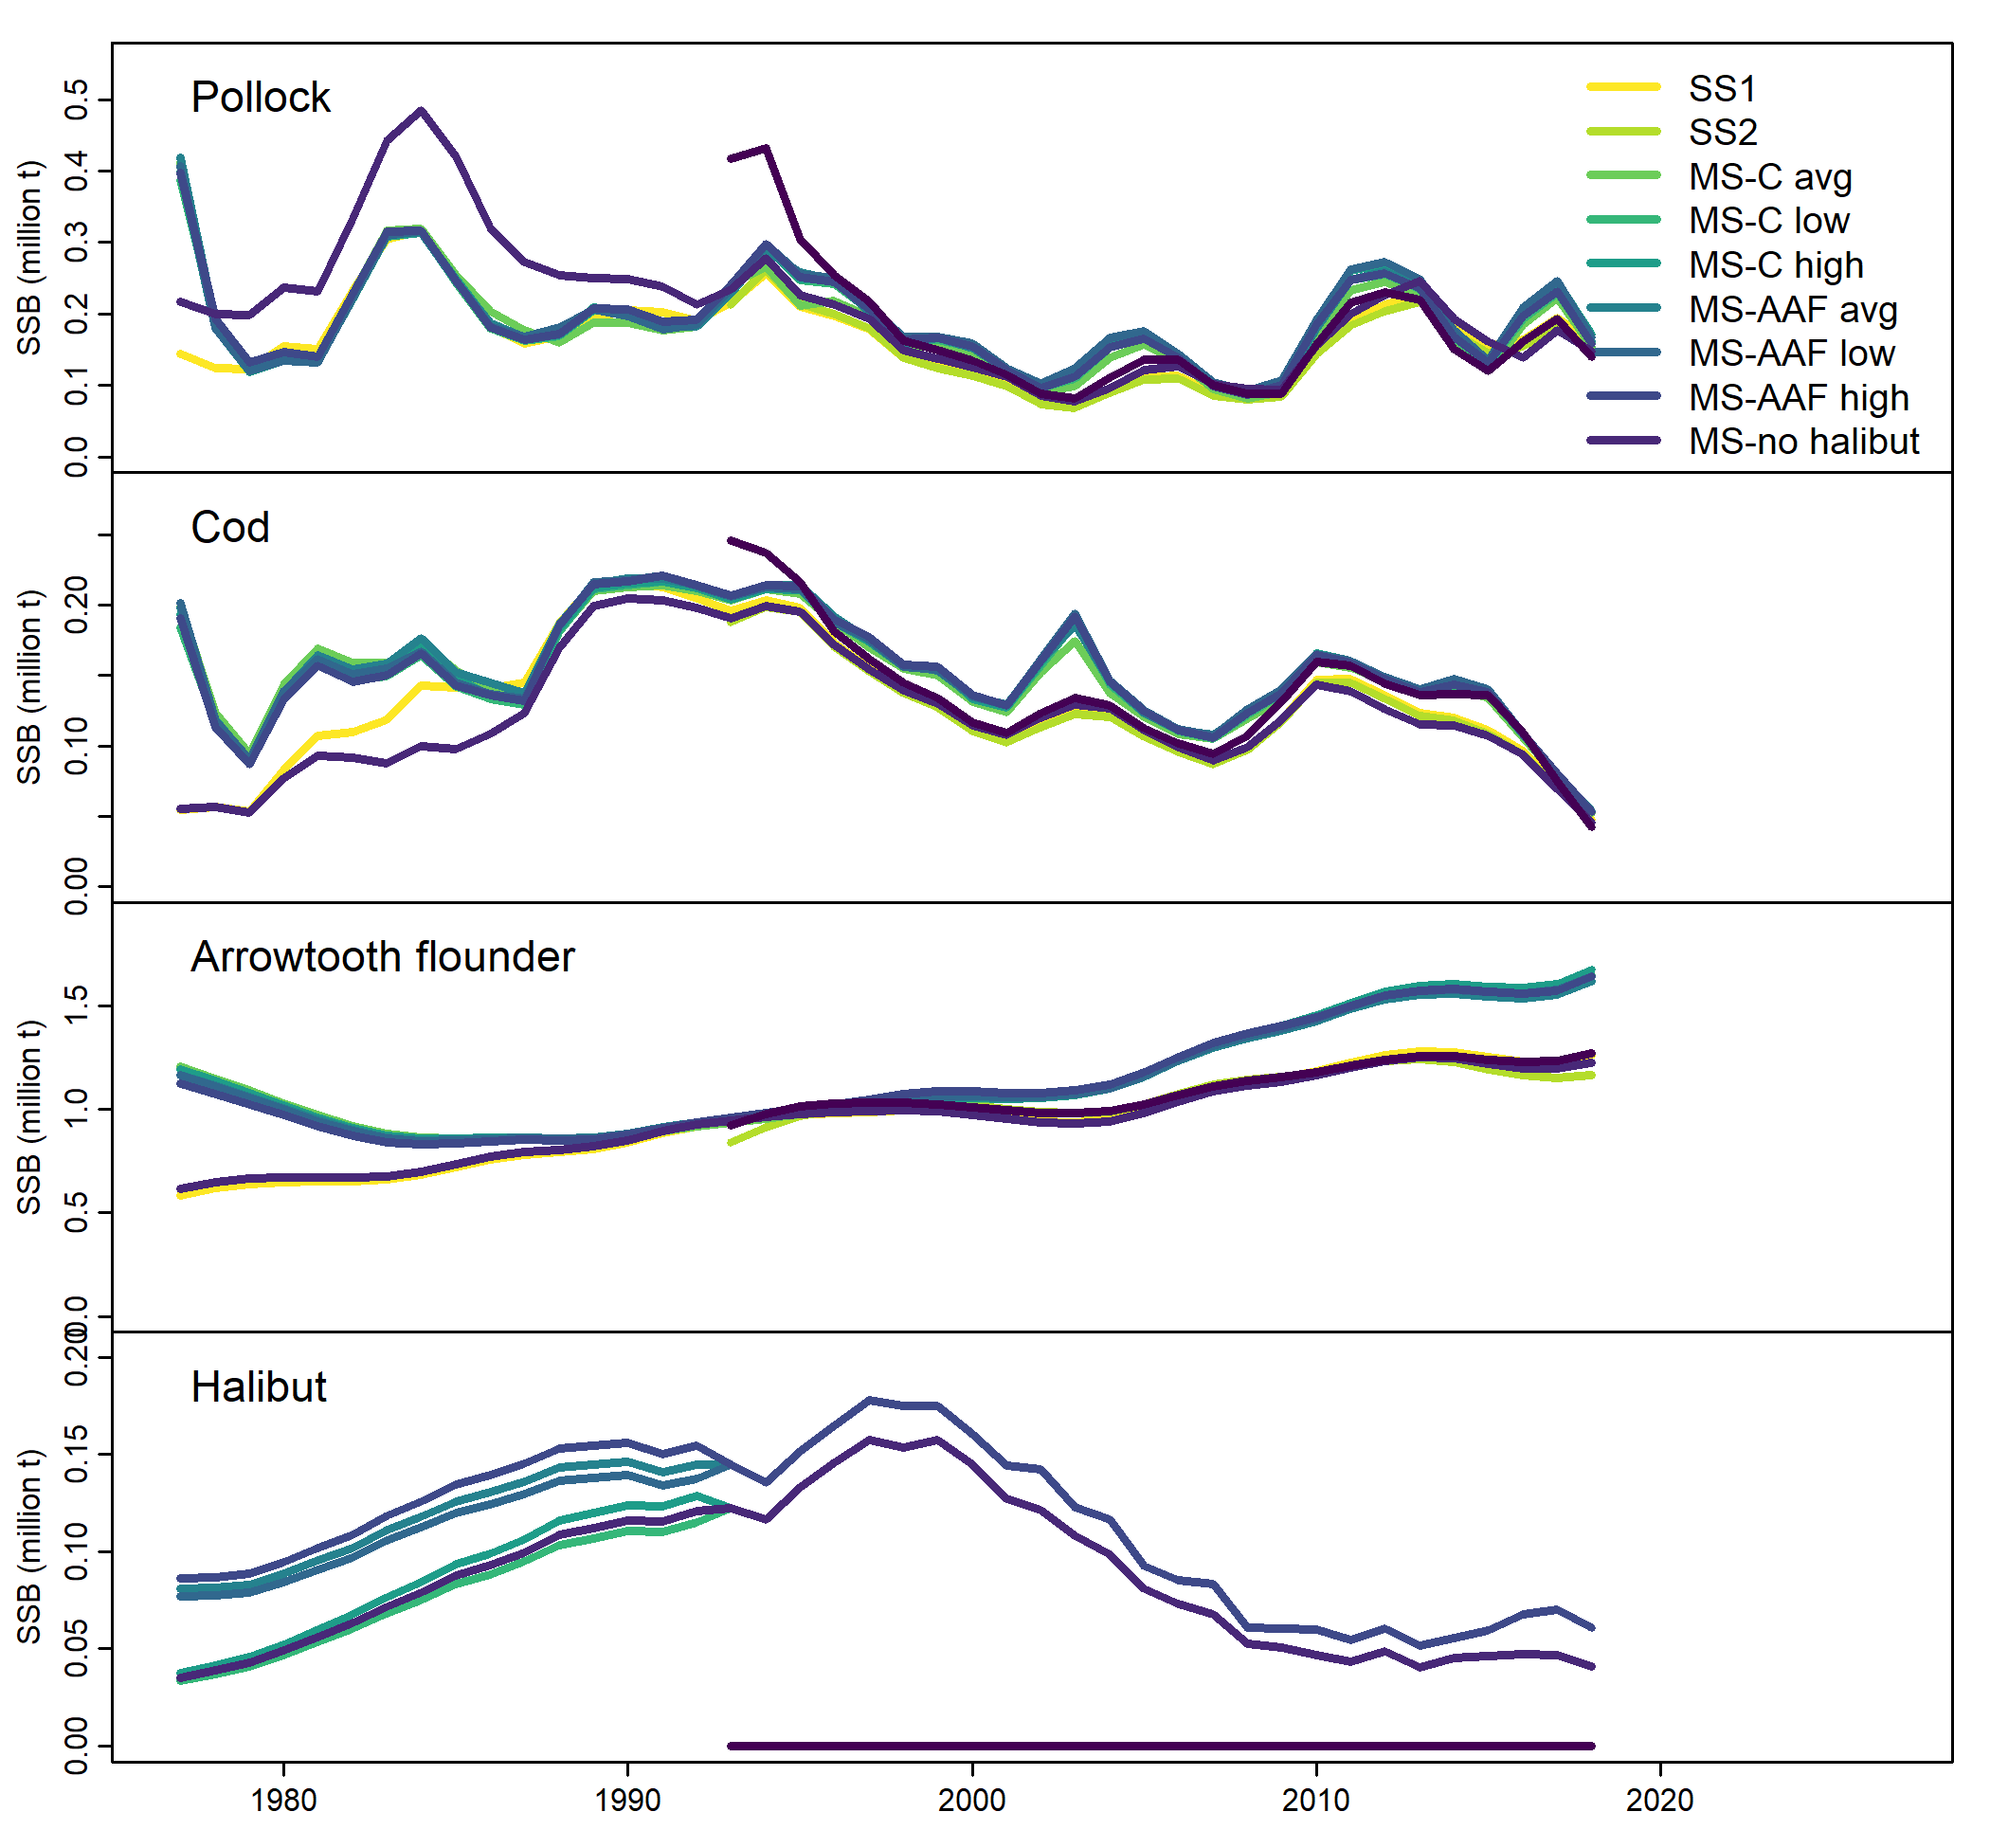 Pollock
SSB (million t)
0.5
0.4
0.3
0.2
0.1
0.0
SS1
SS2
MS-C avg
MS-C low
MS-C high
MS-AAF avg
MS-AAF low
MS-AAF high
MS-no halibut
Cod
SSB (million t)
0.20
0.10
0.00
Arrowtooth flounder
SSB (million t)
1.5
1.0
0.5
0.0
Halibut
SSB (million t)
0.20
0.15
0.10
0.05
0.00
1980
1990
2000
2010
2020